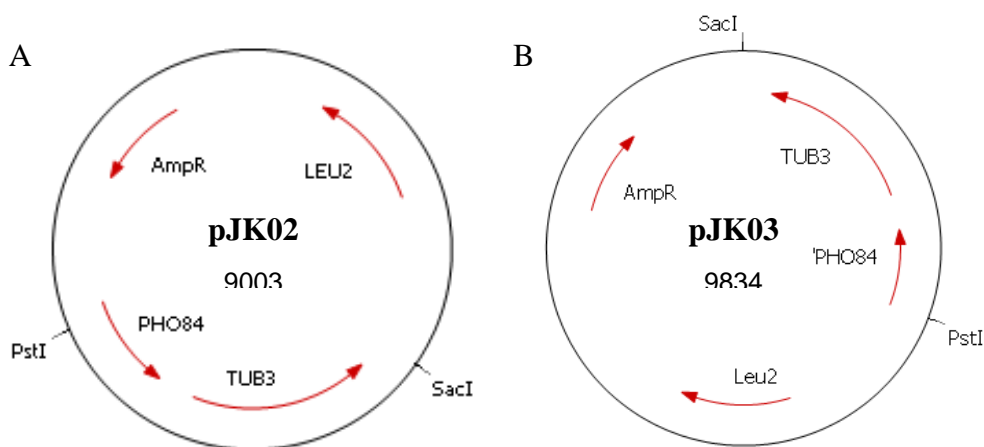 A
AmpR
LEU2
pJK02
9003
PHO84
PstI
TUB3
SacI
B
SacI
TUB3
AmpR
pJK03
'PHO84
9834
PstI
Leu2